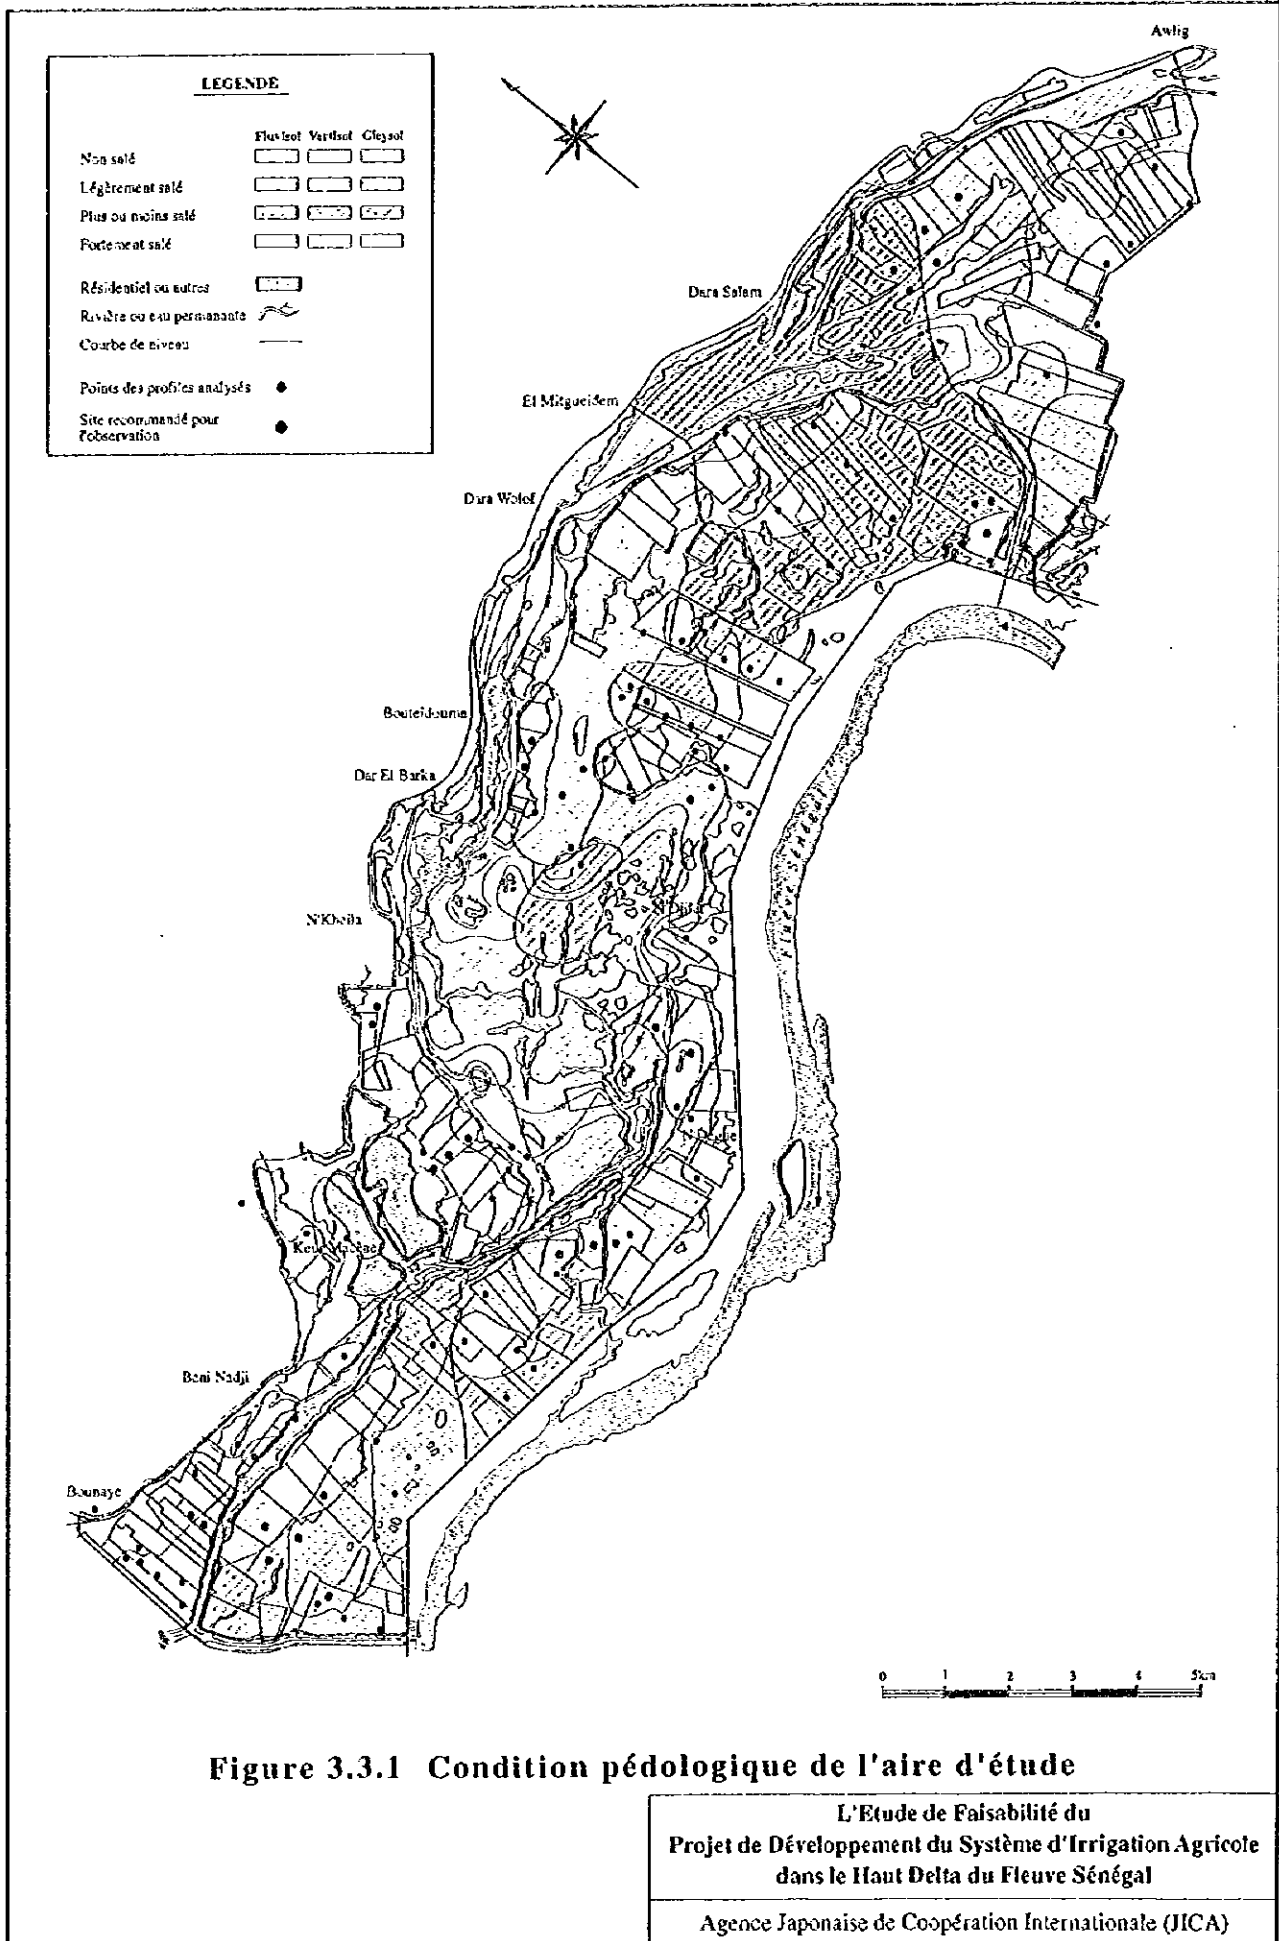 Awlig
LEGENDE
Fluvisol Vertisol Gleysol
Non salé
Légèrement salé
Plus ou moins salé
Fortement salé
Résidentiel ou autres
Rivière ou eau permanante
Courbe de niveau
Points des profiles analysés
Site recommandé pour
l'observation
Dara Salam
El Mitgueidem
Dara Wolof
Bouteidouma
Dar El Barka
Fleuve Sénégal
N'Kheila
Keur Macène
Beni Nadji
Bounaye
0 1 2 3 4 5km
Figure 3.3.1 Condition pédologique de l'aire d'étude
L'Etude de Faisabilité du
Projet de Développement du Système d'Irrigation Agricole
dans le Haut Delta du Fleuve Sénégal
Agence Japonaise de Coopération Internationale (JICA)